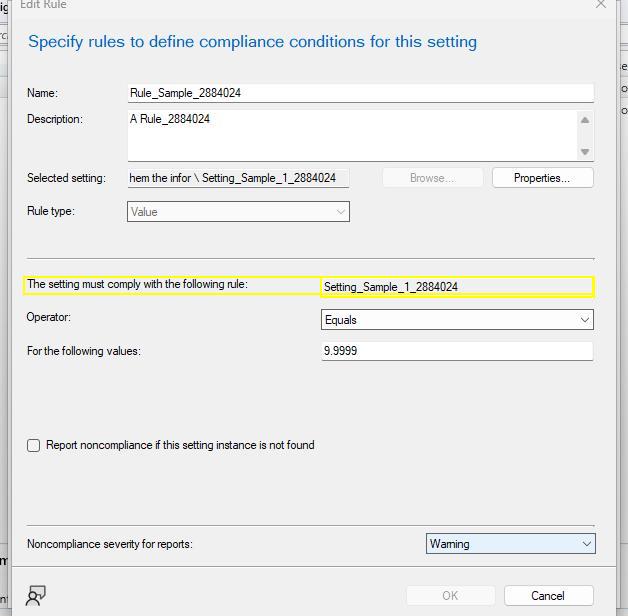 Edit Rule
Specify rules to define compliance conditions for this setting
Name:
Rule_Sample_2884024
Description:
A Rule_2884024
Selected setting:
hem the infor \ Setting_Sample_1_2884024
Browse...
Properties...
Rule type:
Value
The setting must comply with the following rule:
Setting_Sample_1_2884024
Operator:
Equals
For the following values:
9.9999
Report noncompliance if this setting instance is not found
Noncompliance severity for reports:
Warning
OK
Cancel